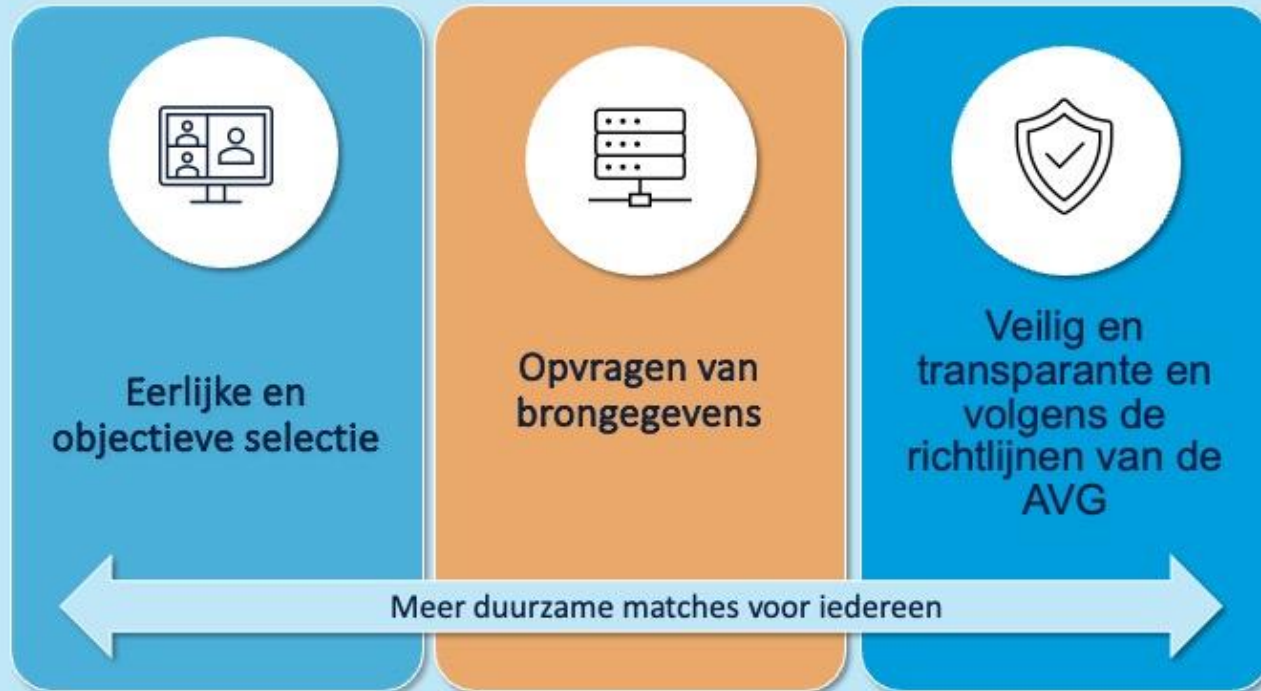 Eerlijke en
objectieve selectie
Opvragen van
brongegevens
Veilig en
transparante en
volgens de
richtlijnen van de
AVG
Meer duurzame matches voor iedereen